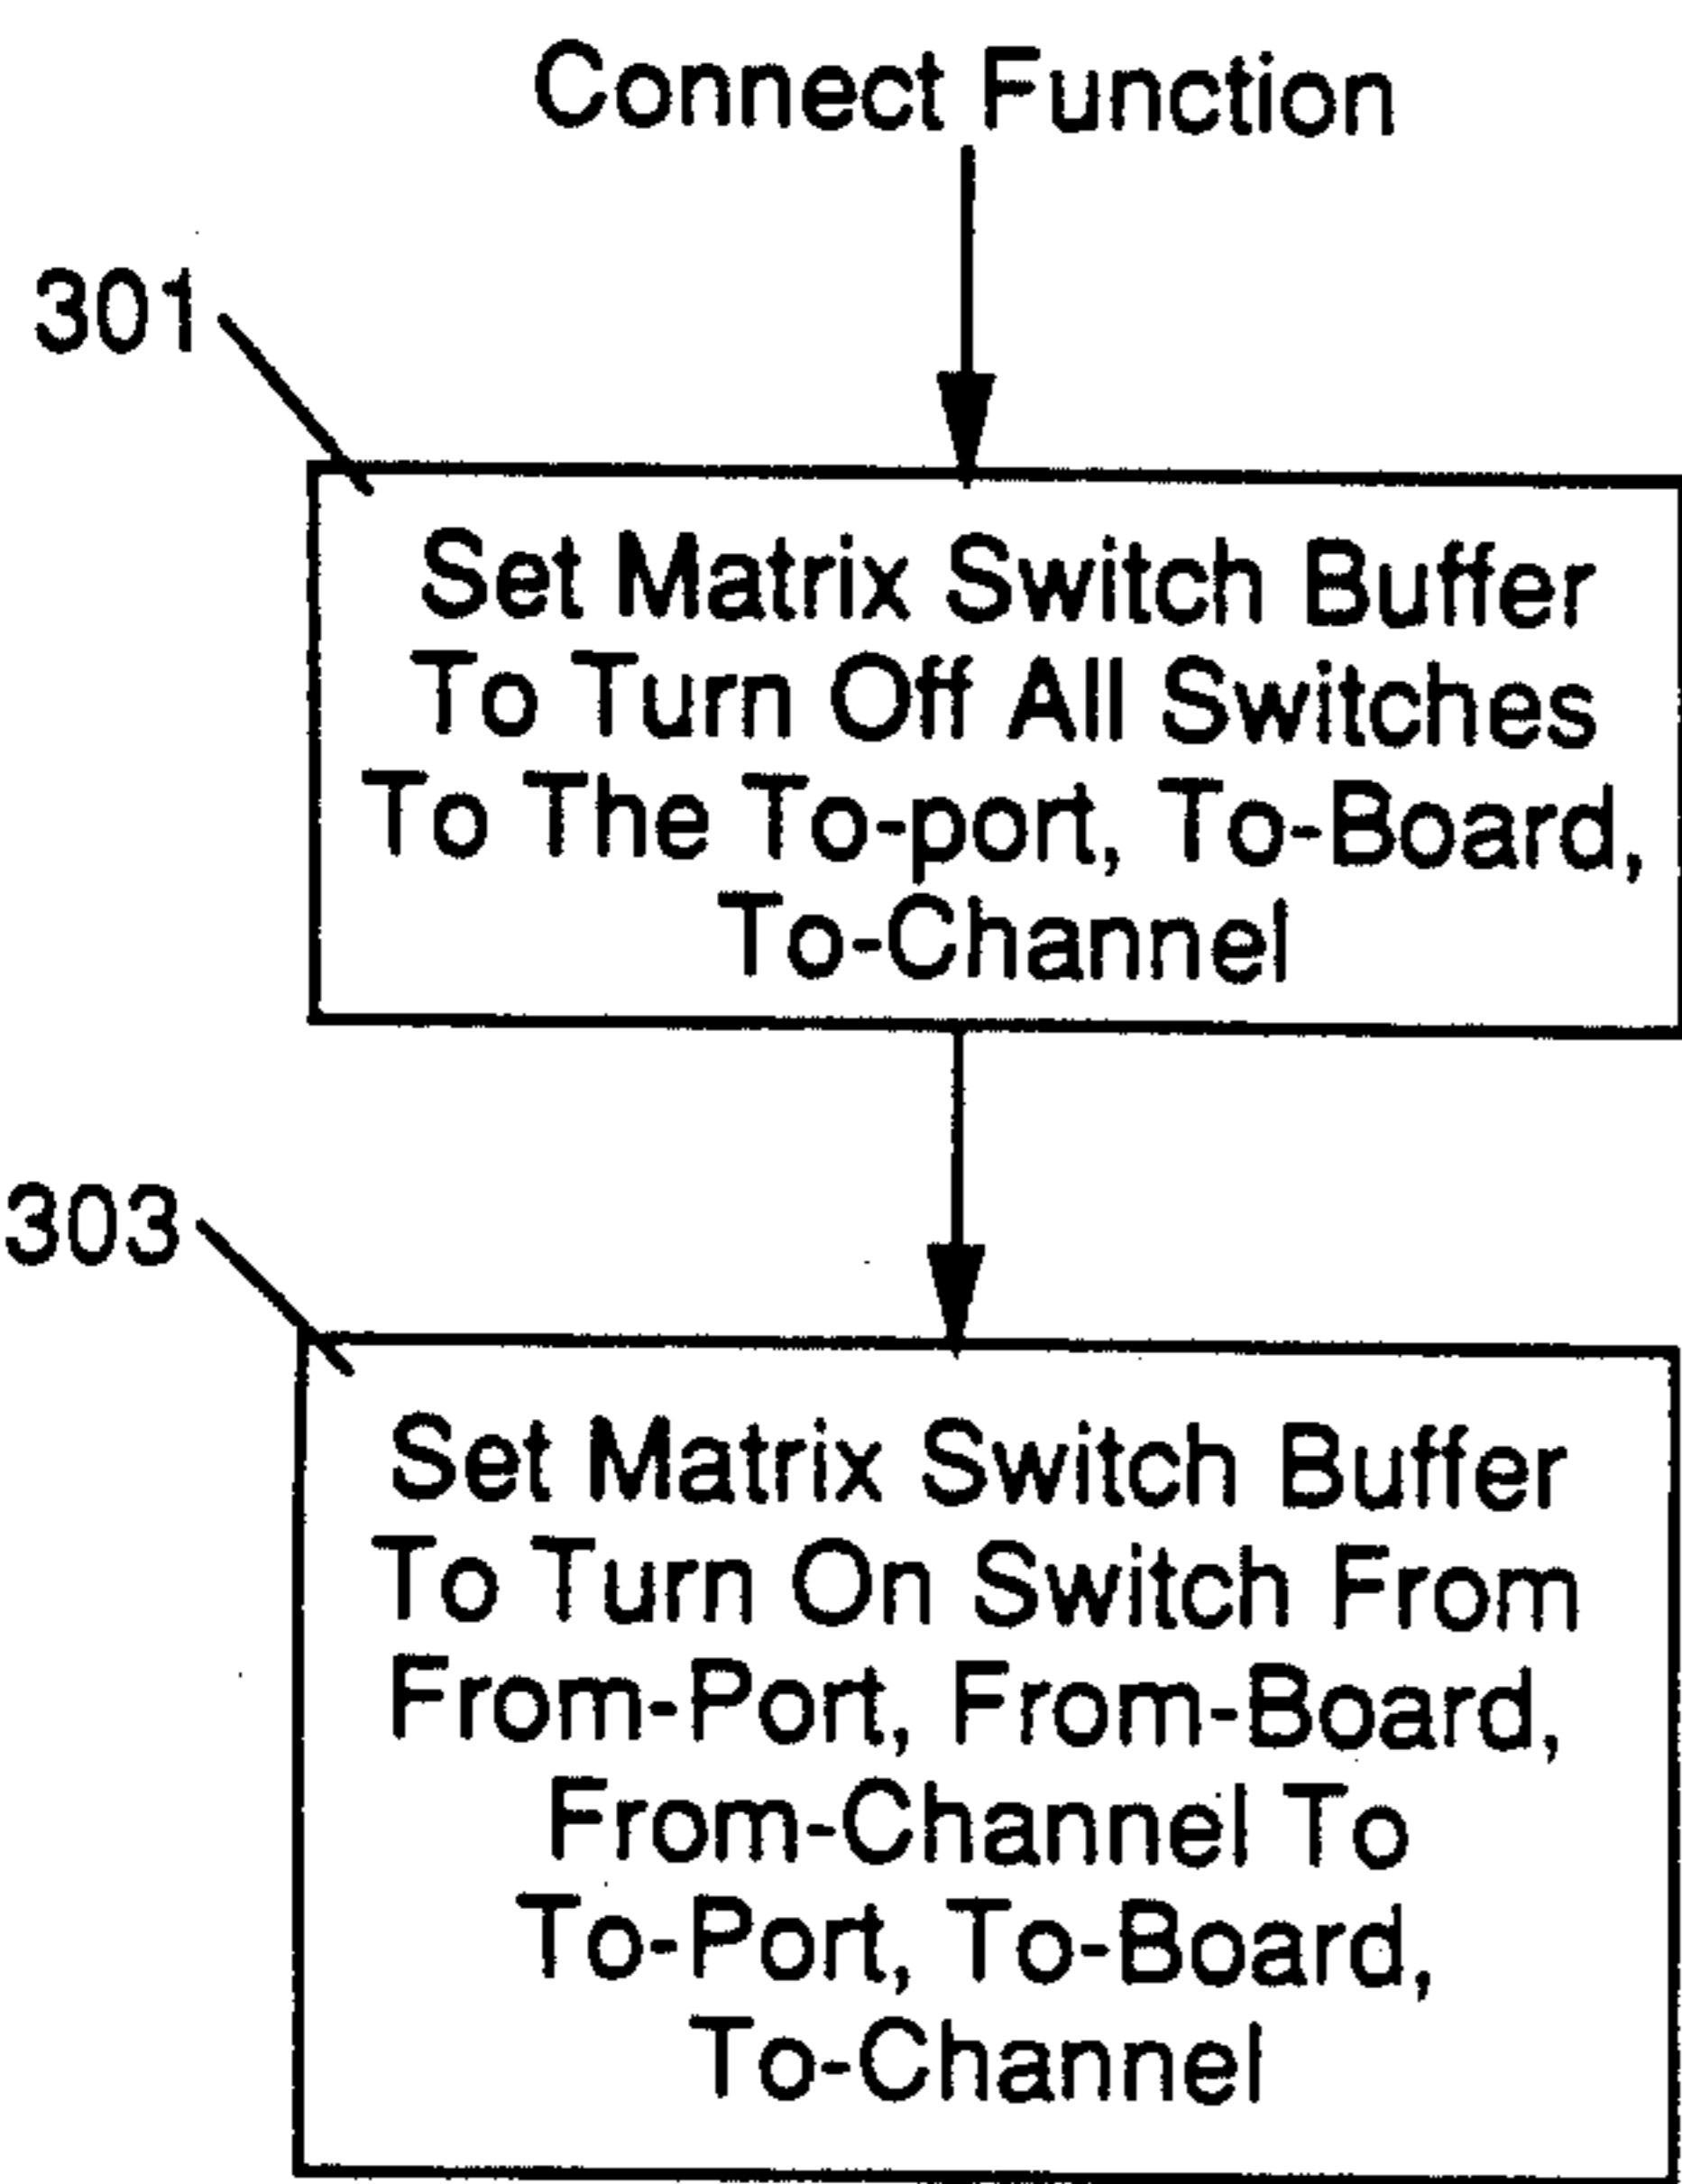 Connect Function
301
Set Matrix Switch Buffer
To Turn Off All Switches
To The To-port, To-Board,
To-Channel
303
Set Matrix Switch Buffer
To Turn On Switch From
From-Port, From-Board,
From-Channel To
To-Port, To-Board,
To-Channel